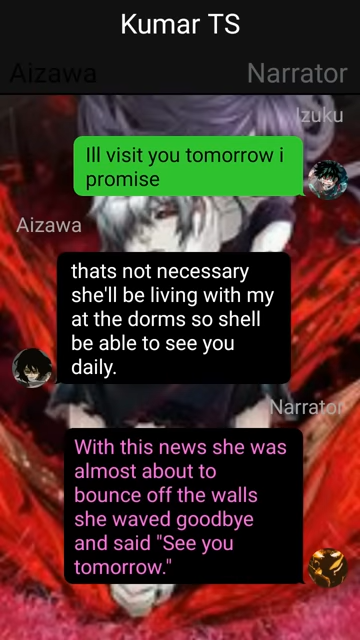 Kumar TS
Aizawa
Narrator
Izuku
Ill visit you tomorrow i
promise
Aizawa
thats not necessary
she'll be living with my
at the dorms so shell
be able to see you
daily.
Narrator
With this news she was
almost about to
bounce off the walls
she waved goodbye
and said "See you
tomorrow."